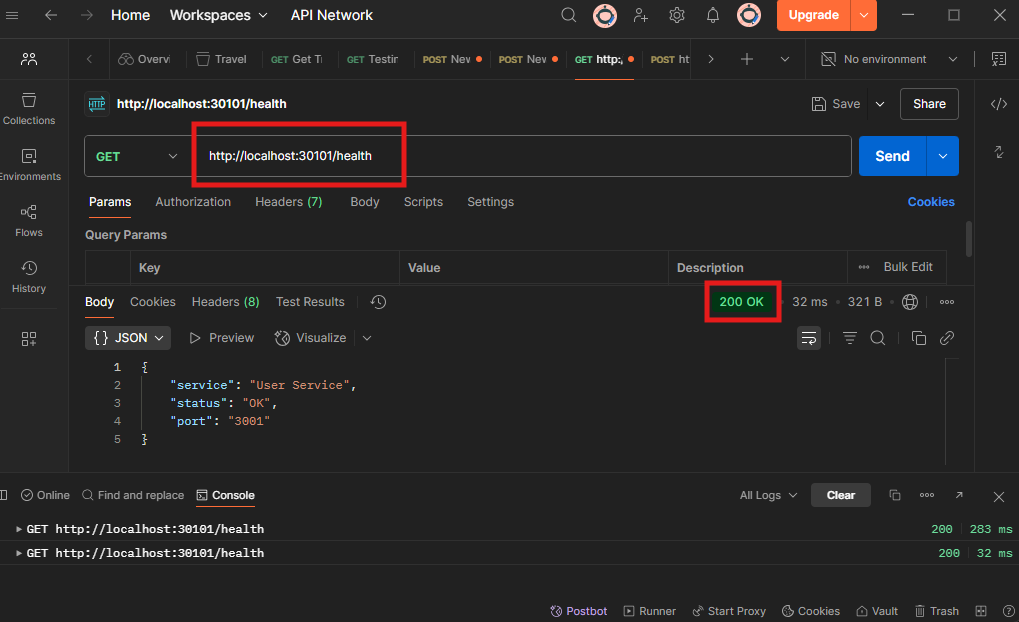 Home Workspaces API Network Upgrade
Overvi Travel GET Get Ti GET Testin POST New POST New GET http:/ POST ht No environment
HTTP http://localhost:30101/health Save Share
Collections
GET http://localhost:30101/health Send
Environments
Params Authorization Headers (7) Body Scripts Settings Cookies
Flows
Query Params
Key Value Description Bulk Edit
History
Body Cookies Headers (8) Test Results 200 OK 32 ms 321 B
{} JSON Preview Visualize
1 {
2 "service": "User Service",
3 "status": "OK",
4 "port": "3001"
5 }
Online Find and replace Console All Logs Clear
GET http://localhost:30101/health 200 283 ms
GET http://localhost:30101/health 200 32 ms
Postbot Runner Start Proxy Cookies Vault Trash